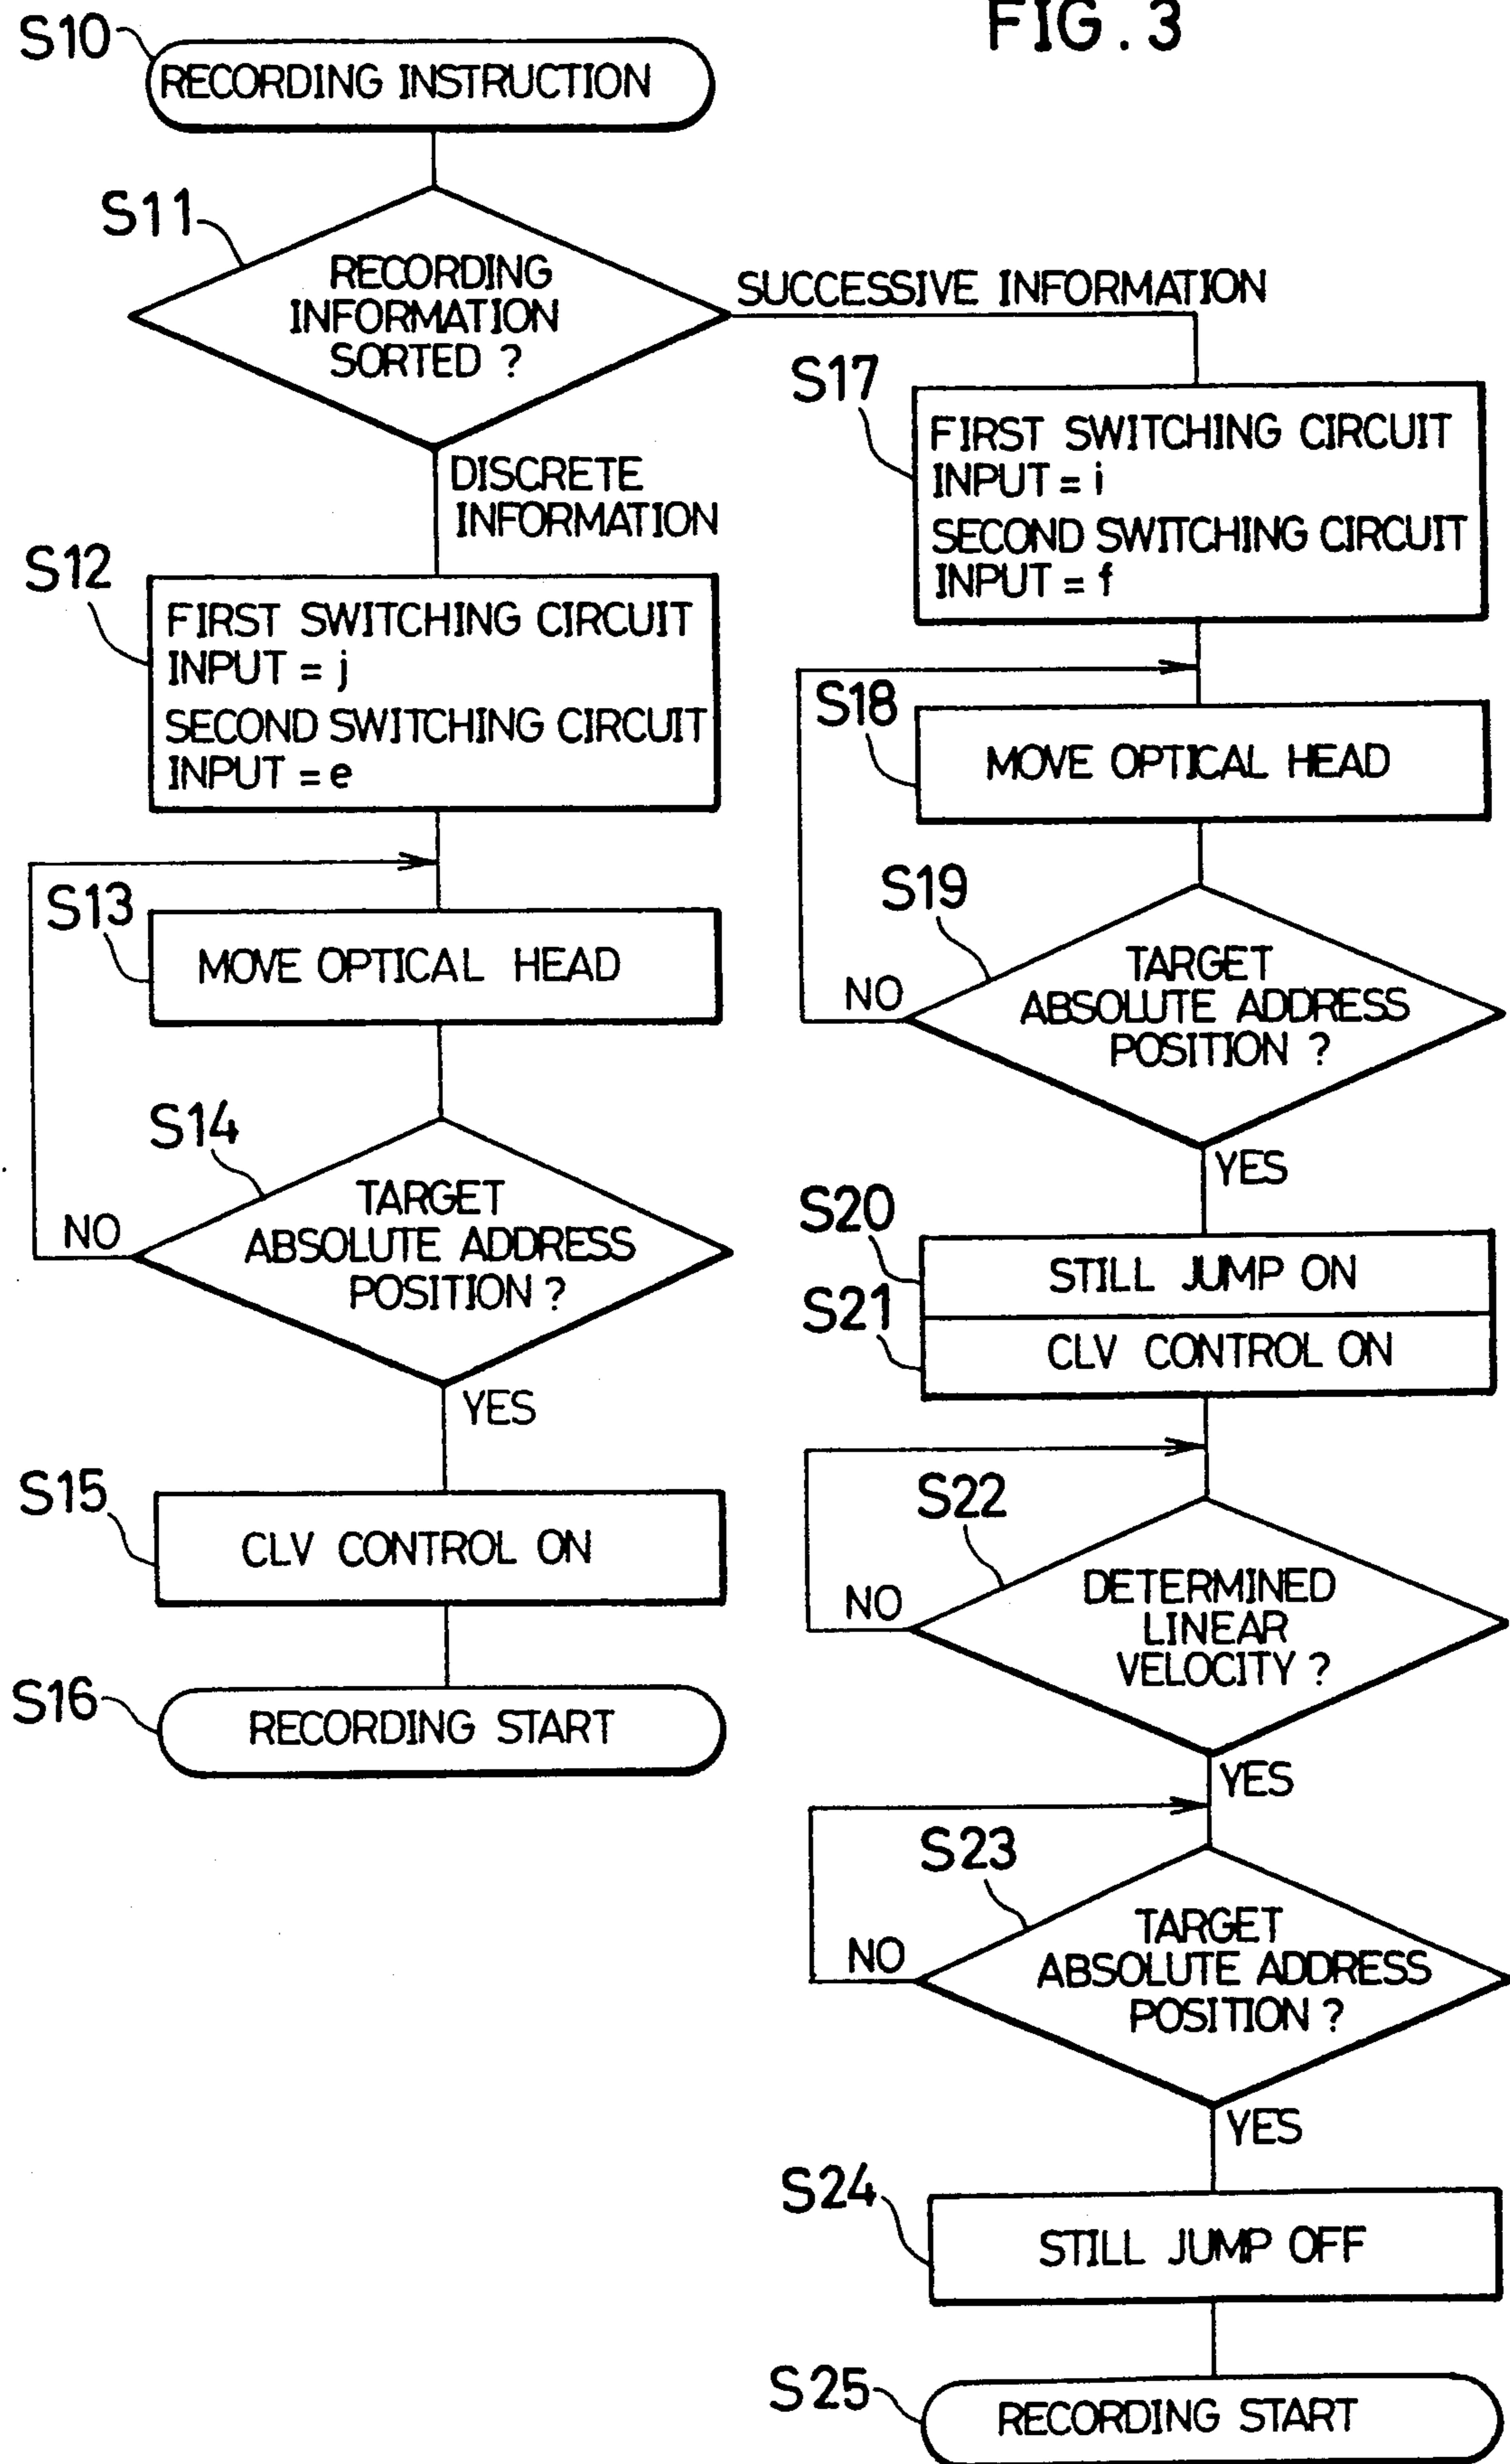 FIG. 3
S10
RECORDING INSTRUCTION
S11
RECORDING
INFORMATION
SORTED ?
SUCCESSIVE INFORMATION
DISCRETE
INFORMATION
S12
FIRST SWITCHING CIRCUIT
INPUT = j
SECOND SWITCHING CIRCUIT
INPUT = e
S13
MOVE OPTICAL HEAD
S14
TARGET
ABSOLUTE ADDRESS
POSITION ?
NO
YES
S15
CLV CONTROL ON
S16
RECORDING START
S17
FIRST SWITCHING CIRCUIT
INPUT = i
SECOND SWITCHING CIRCUIT
INPUT = f
S18
MOVE OPTICAL HEAD
S19
TARGET
ABSOLUTE ADDRESS
POSITION ?
NO
YES
S20
STILL JUMP ON
S21
CLV CONTROL ON
S22
DETERMINED
LINEAR
VELOCITY ?
NO
YES
S23
TARGET
ABSOLUTE ADDRESS
POSITION ?
NO
YES
S24
STILL JUMP OFF
S25
RECORDING START